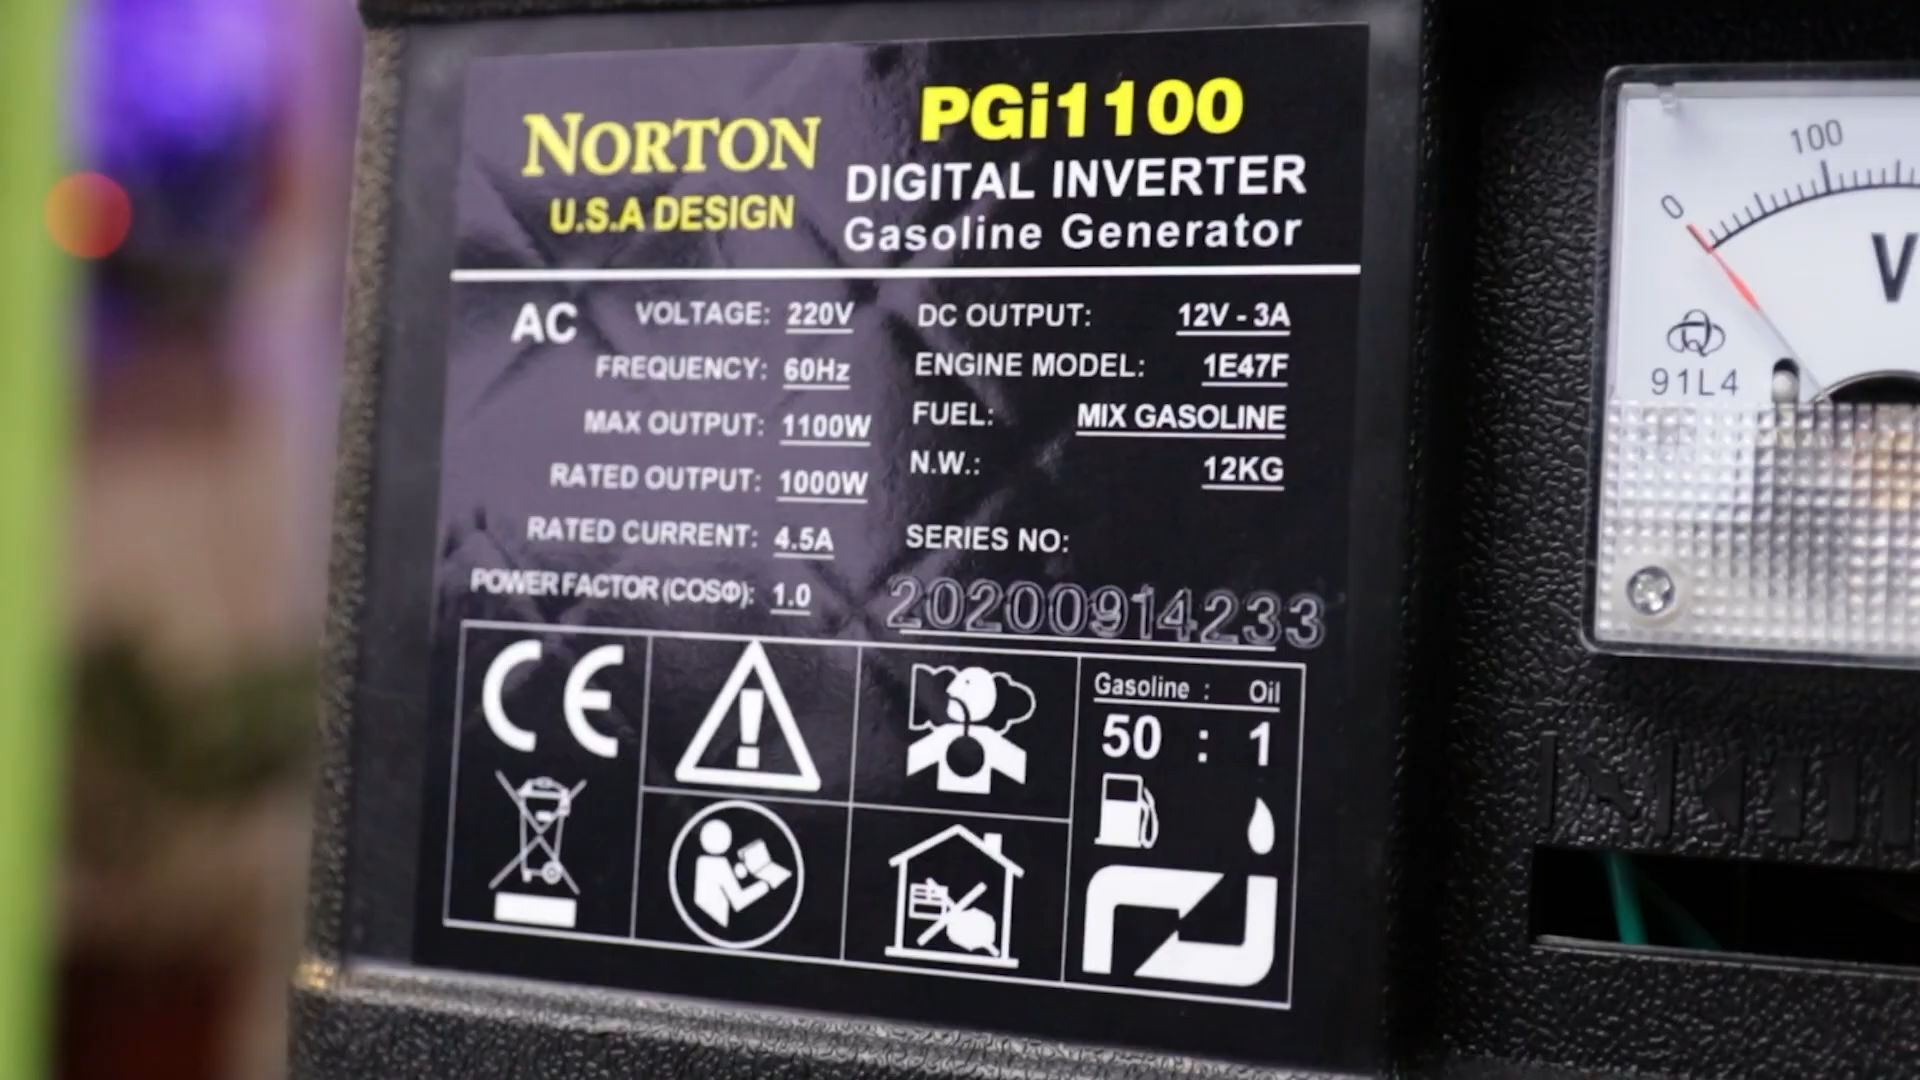 NORTON
U.S.A DESIGN
PGi1100
DIGITAL INVERTER
Gasoline Generator
AC
VOLTAGE: 220V
FREQUENCY: 60Hz
MAX OUTPUT: 1100W
RATED OUTPUT: 1000W
RATED CURRENT: 4.5A
POWER FACTOR (COSΦ): 1.0
DC OUTPUT: 12V - 3A
ENGINE MODEL: 1E47F
FUEL: MIX GASOLINE
N.W.: 12KG
SERIES NO:
20200914233
CE
Gasoline : Oil
50 : 1
0
100
V
91L4